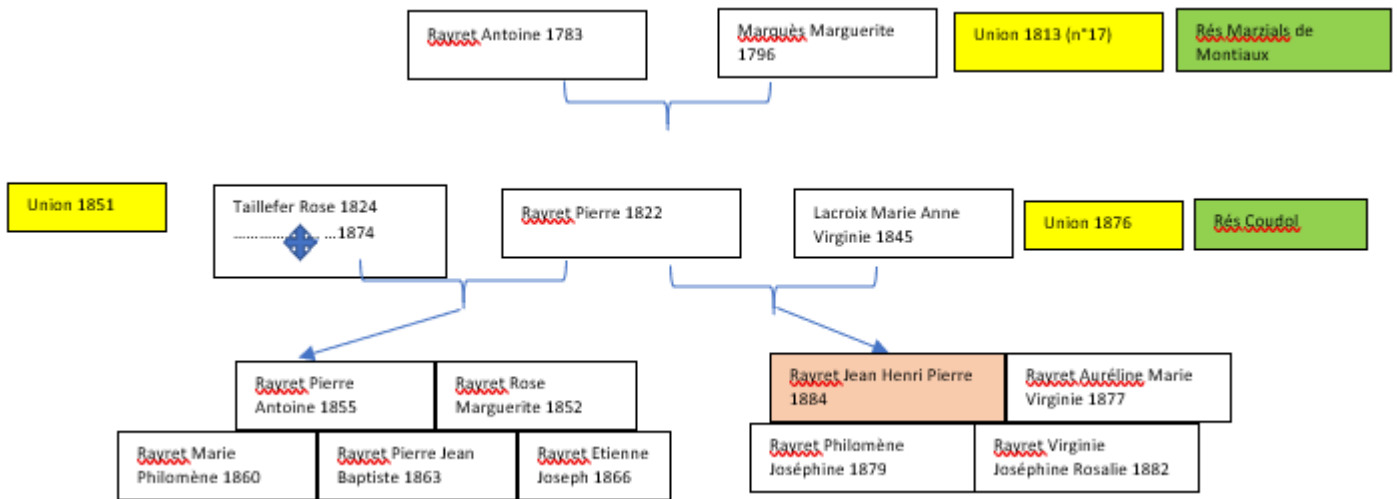 Rayret Antoine 1783
Marquès Marguerite
1796
Union 1813 (n°17)
Rés Marzials de
Montiaux
Union 1851
Taillefer Rose 1824
.................. ...1874
Rayret Pierre 1822
Lacroix Marie Anne
Virginie 1845
Union 1876
Rés Coudol
Rayret Pierre
Antoine 1855
Rayret Rose
Marguerite 1852
Rayret Jean Henri Pierre
1884
Rayret Auréline Marie
Virginie 1877
Rayret Marie
Philomène 1860
Rayret Pierre Jean
Baptiste 1863
Rayret Etienne
Joseph 1866
Rayret Philomène
Joséphine 1879
Rayret Virginie
Joséphine Rosalie 1882